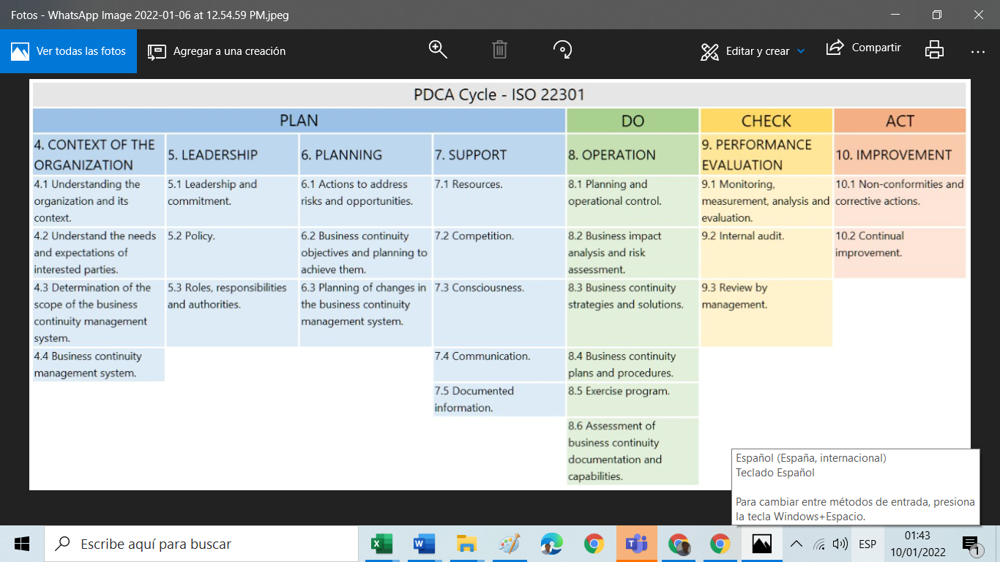 Fotos - WhatsApp Image 2022-01-06 at 12.54.59 PM.jpeg
Ver todas las fotos
Agregar a una creación
Editar y crear
Compartir
PDCA Cycle - ISO 22301
PLAN
DO
CHECK
ACT
4. CONTEXT OF THE
ORGANIZATION
5. LEADERSHIP
6. PLANNING
7. SUPPORT
8. OPERATION
9. PERFORMANCE
EVALUATION
10. IMPROVEMENT
4.1 Understanding the
organization and its
context.
5.1 Leadership and
commitment.
6.1 Actions to address
risks and opportunities.
7.1 Resources.
8.1 Planning and
operational control.
9.1 Monitoring,
measurement, analysis and
evaluation.
10.1 Non-conformities and
corrective actions.
4.2 Understand the needs
and expectations of
interested parties.
5.2 Policy.
6.2 Business continuity
objectives and planning to
achieve them.
7.2 Competition.
8.2 Business impact
analysis and risk
assessment.
9.2 Internal audit.
10.2 Continual
improvement.
4.3 Determination of the
scope of the business
continuity management
system.
5.3 Roles, responsibilities
and authorities.
6.3 Planning of changes in
the business continuity
management system.
7.3 Consciousness.
8.3 Business continuity
strategies and solutions.
9.3 Review by
management.
4.4 Business continuity
management system.
7.4 Communication.
8.4 Business continuity
plans and procedures.
7.5 Documented
information.
8.5 Exercise program.
8.6 Assessment of
business continuity
documentation and
capabilities.
Español (España, internacional)
Teclado Español
Para cambiar entre métodos de entrada, presiona
la tecla Windows+Espacio.
Escribe aquí para buscar
ESP
01:43
10/01/2022
1